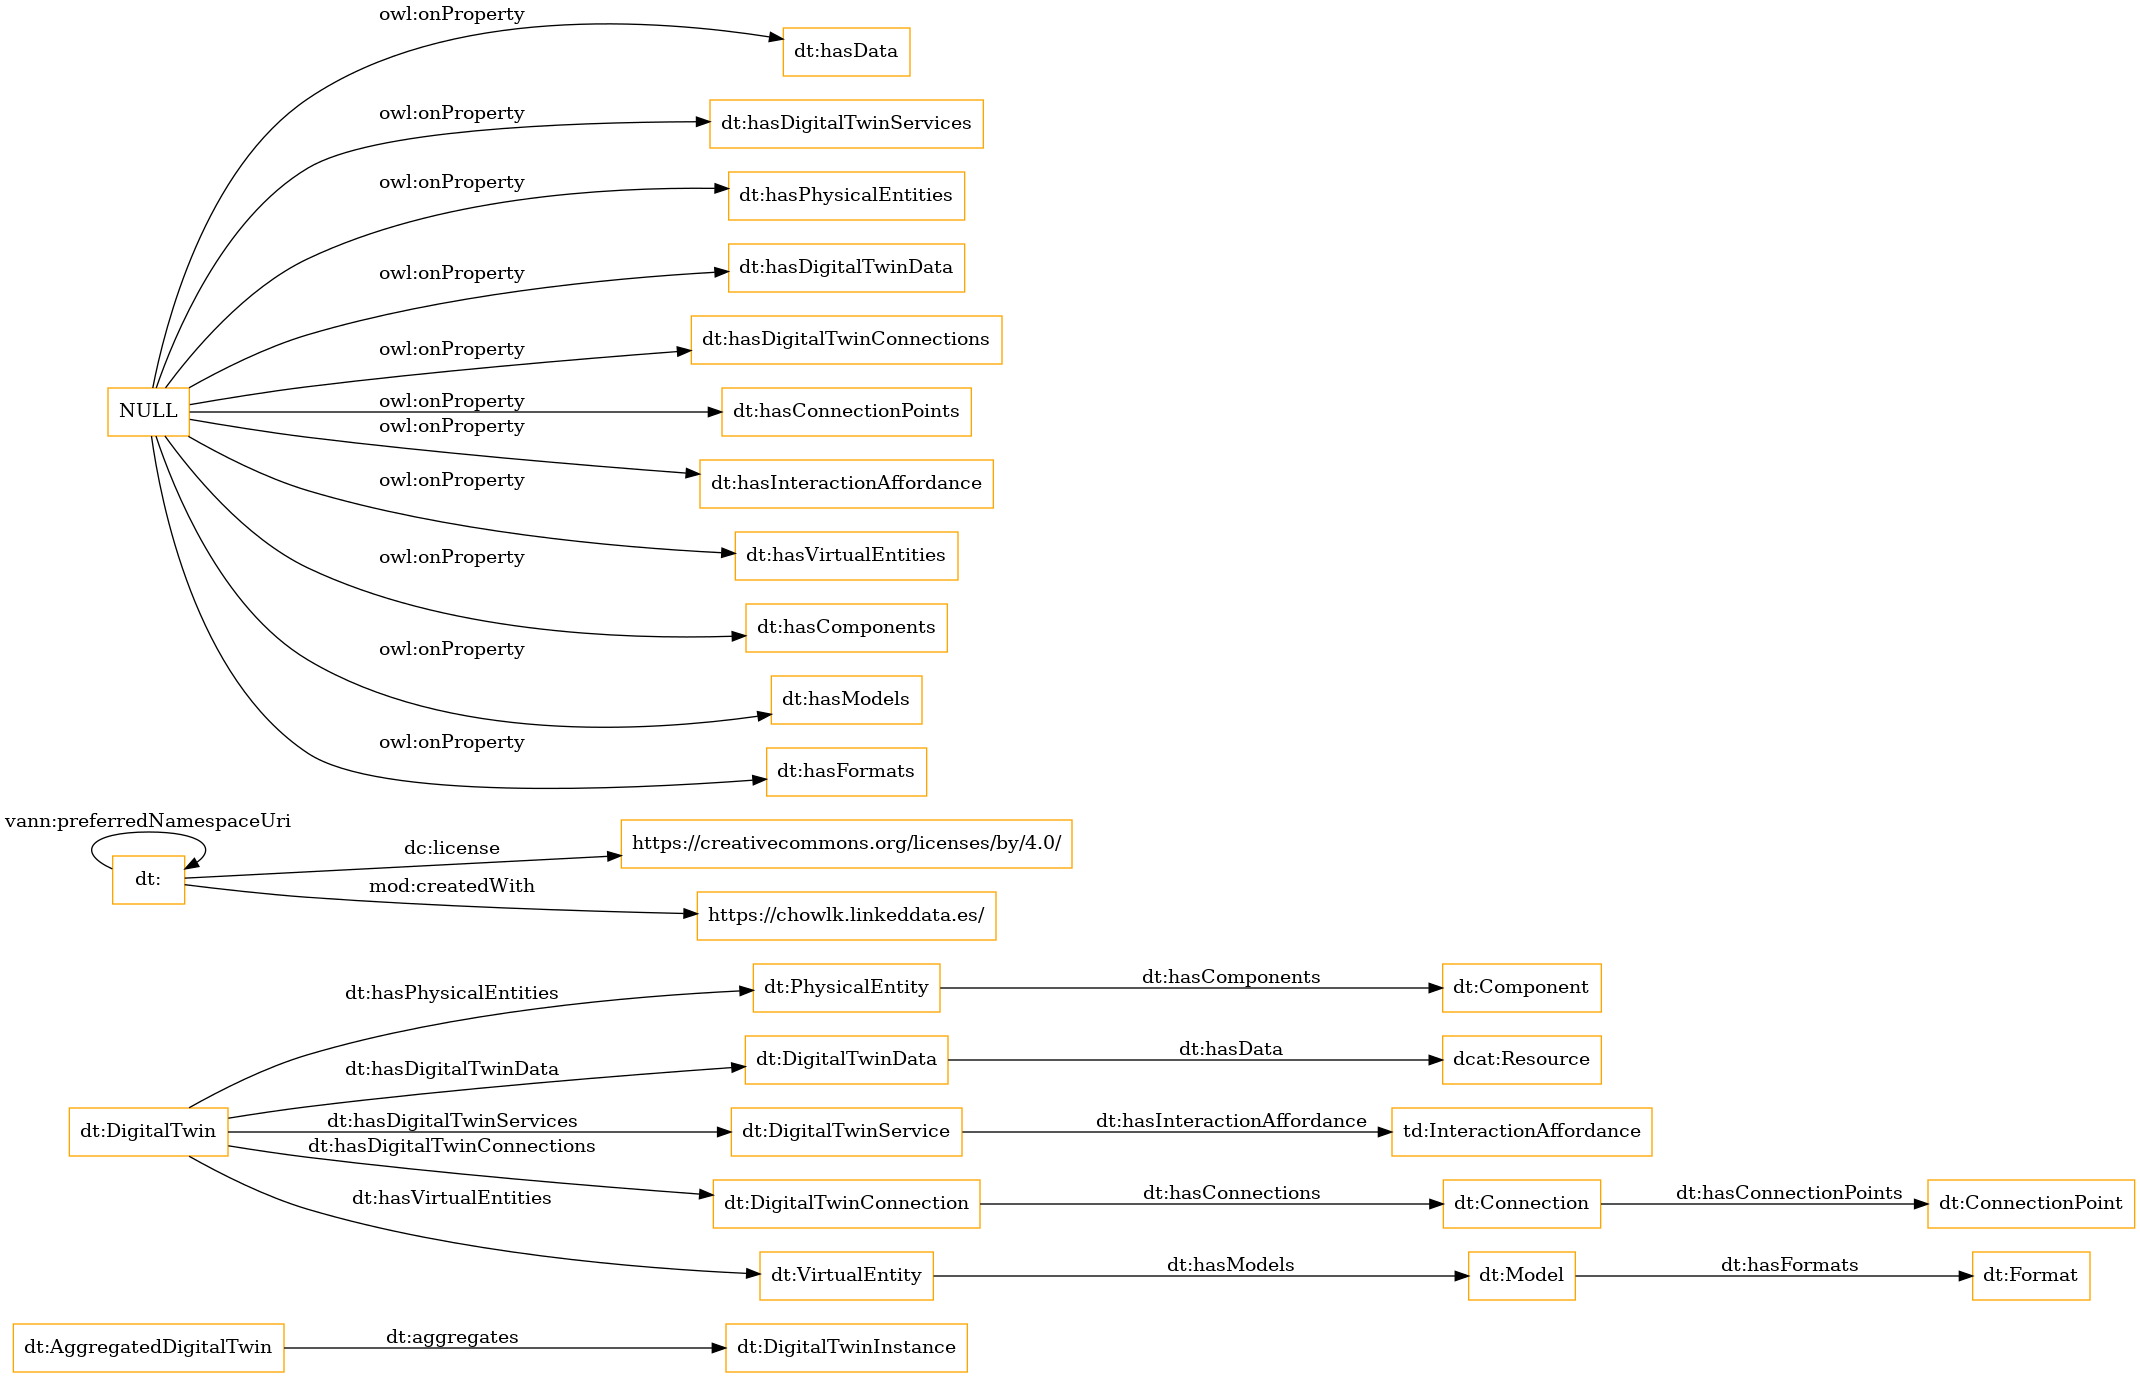 owl:onProperty
dt:hasData
owl:onProperty
dt:hasDigitalTwinServices
owl:onProperty
dt:hasPhysicalEntities
owl:onProperty
dt:hasDigitalTwinData
owl:onProperty
dt:hasDigitalTwinConnections
NULL
owl:onProperty
dt:hasConnectionPoints
owl:onProperty
dt:hasInteractionAffordance
owl:onProperty
dt:hasVirtualEntities
owl:onProperty
dt:hasComponents
owl:onProperty
dt:hasModels
owl:onProperty
dt:hasFormats
vann:preferredNamespaceUri
dt:
dc:license
https://creativecommons.org/licenses/by/4.0/
mod:createdWith
https://chowlk.linkeddata.es/
dt:hasPhysicalEntities
dt:PhysicalEntity
dt:hasComponents
dt:Component
dt:hasDigitalTwinData
dt:DigitalTwinData
dt:hasData
dcat:Resource
dt:DigitalTwin
dt:hasDigitalTwinServices
dt:DigitalTwinService
dt:hasInteractionAffordance
td:InteractionAffordance
dt:hasDigitalTwinConnections
dt:DigitalTwinConnection
dt:hasConnections
dt:Connection
dt:hasConnectionPoints
dt:ConnectionPoint
dt:hasVirtualEntities
dt:VirtualEntity
dt:hasModels
dt:Model
dt:hasFormats
dt:Format
dt:AggregatedDigitalTwin
dt:aggregates
dt:DigitalTwinInstance